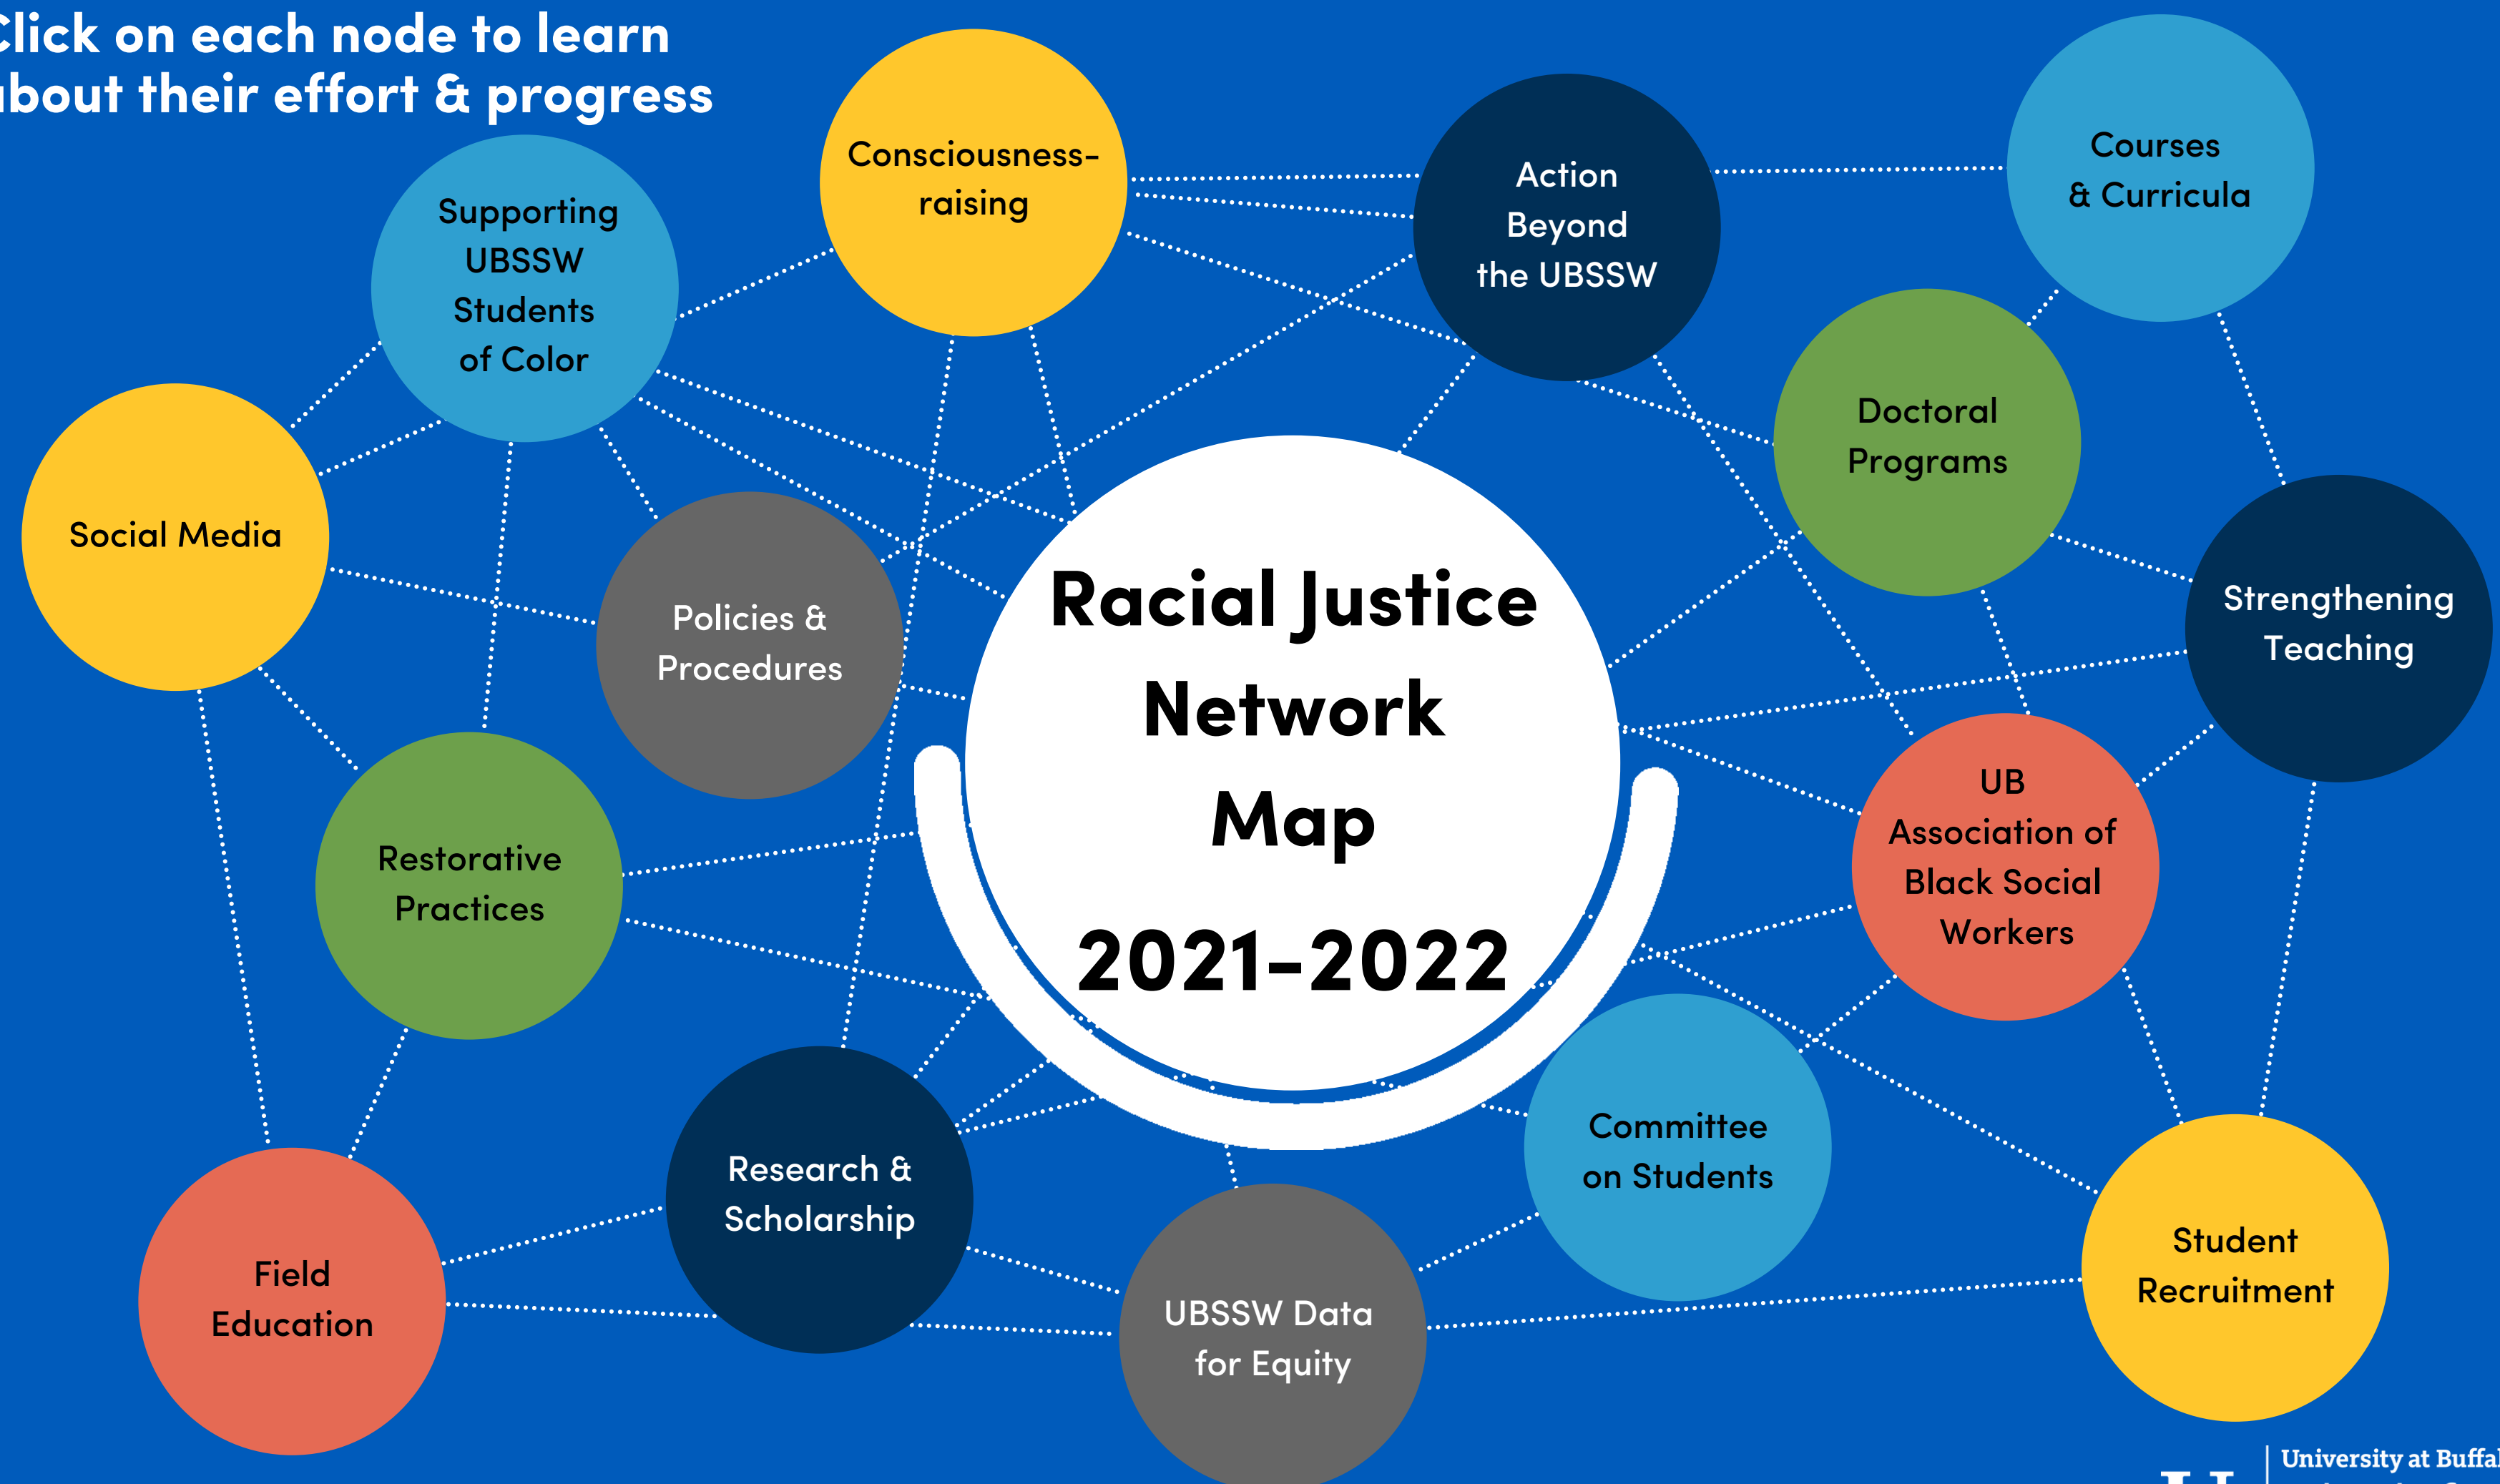 Click on each node to learn
about their effort & progress
Consciousness-
raising
Action
Beyond
the UBSSW
Courses
& Curricula
Supporting
UBSSW
Students
of Color
Doctoral
Programs
Social Media
Policies &
Procedures
Racial Justice
Network
Map
2021-2022
Strengthening
Teaching
UB
Association of
Black Social
Workers
Restorative
Practices
Research &
Scholarship
Committee
on Students
Field
Education
UBSSW Data
for Equity
Student
Recruitment
University at